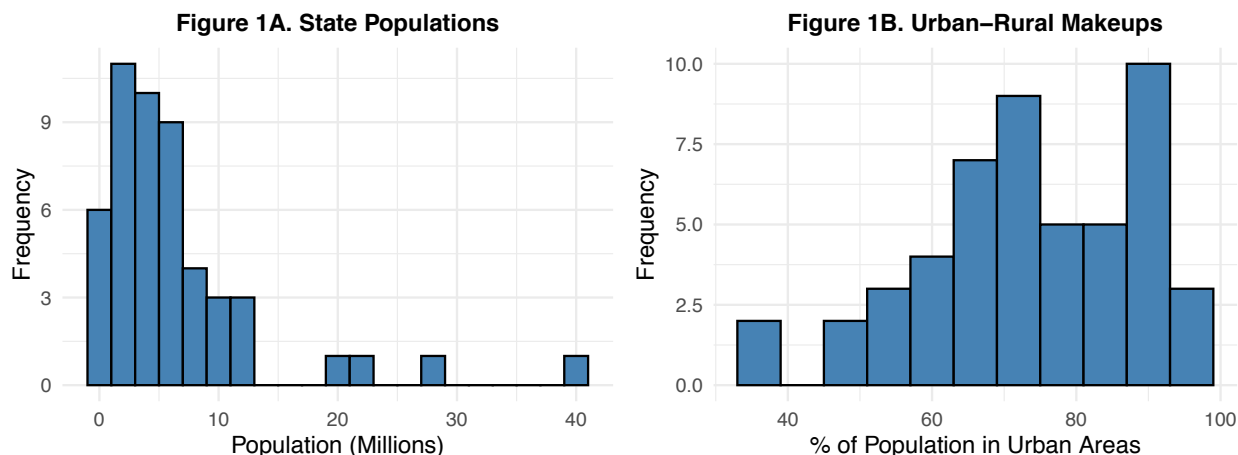 Figure 1A. State Populations
Frequency
9
6
3
0
0 10 20 30 40
Population (Millions)
Figure 1B. Urban−Rural Makeups
Frequency
10.0
7.5
5.0
2.5
0.0
40 60 80 100
% of Population in Urban Areas